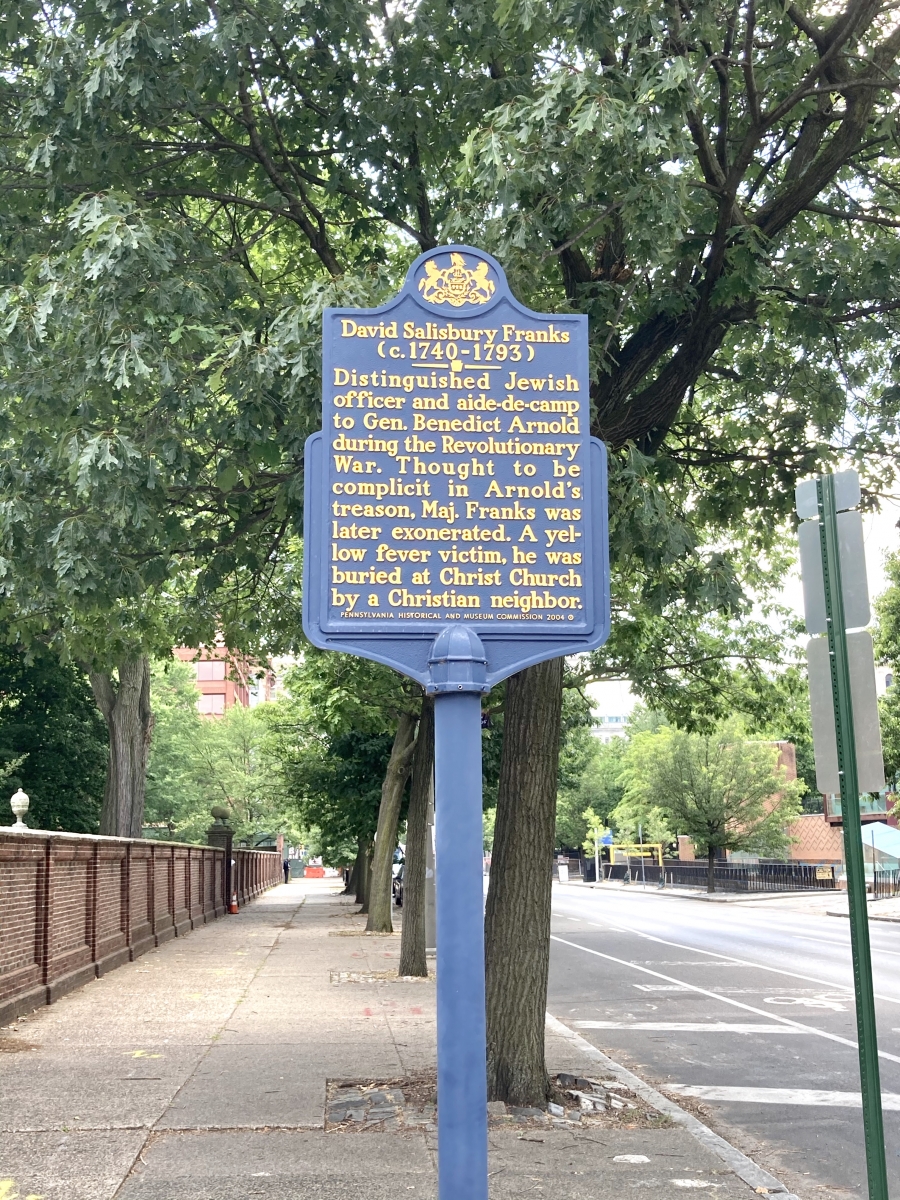 David Salisbury Franks
(c.1740-1793)
Distinguished Jewish
officer and aide-de-camp
to Gen. Benedict Arnold
during the Revolutionary
War. Thought to be
complicit in Arnold's
treason, Maj. Franks was
later exonerated. A yel-
low fever victim, he was
buried at Christ Church
by a Christian neighbor.
PENNSYLVANIA HISTORICAL AND MUSEUM COMMISSION 2004 ©